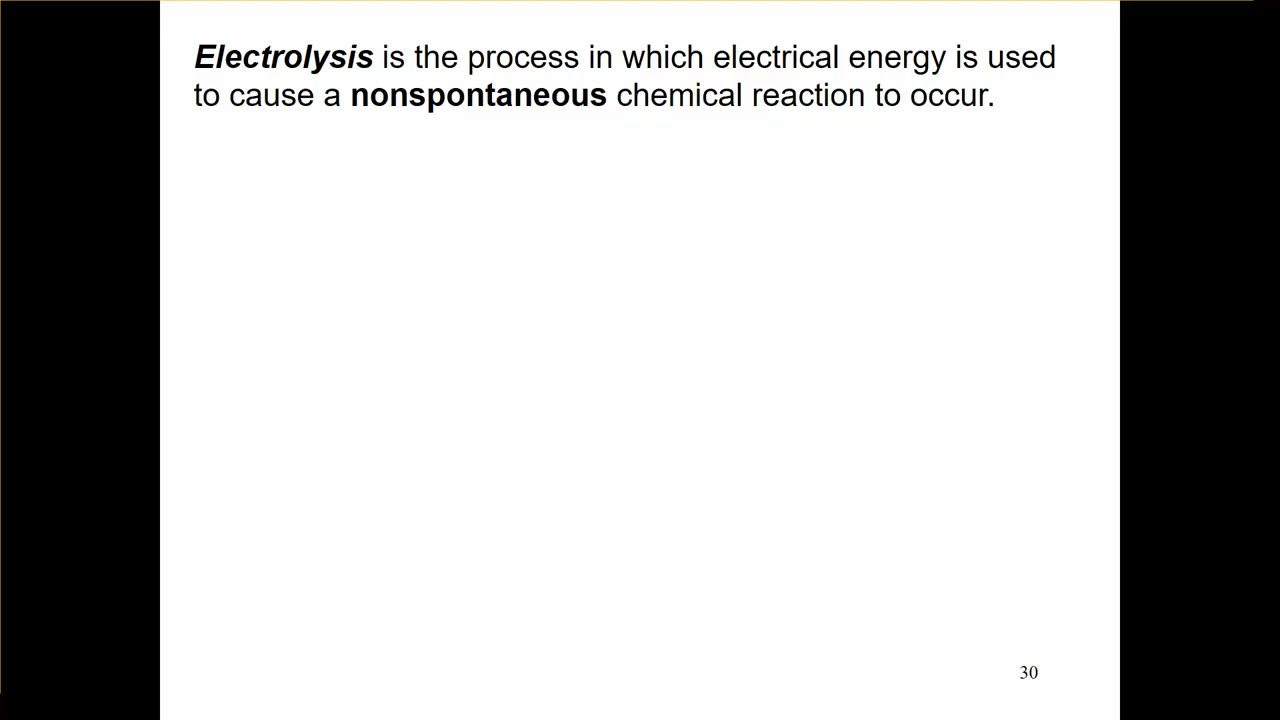 Electrolysis is the process in which electrical energy is used
to cause a nonspontaneous chemical reaction to occur.
30